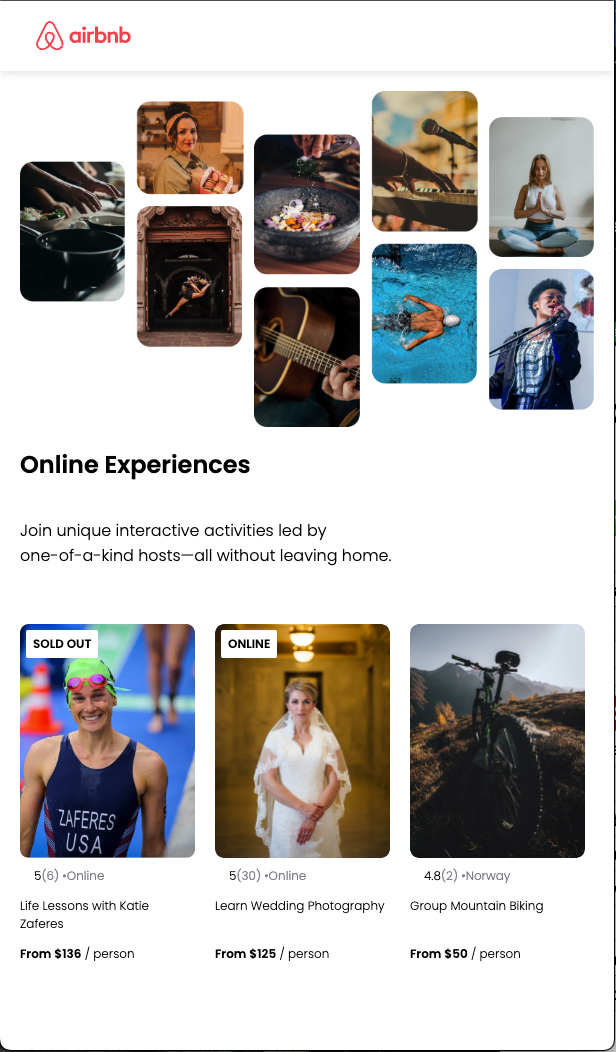 airbnb
Online Experiences
Join unique interactive activities led by
one-of-a-kind hosts—all without leaving home.
SOLD OUT
ZAFERES
USA
5(6) •Online
Life Lessons with Katie
Zaferes
From $136 / person
ONLINE
5(30) •Online
Learn Wedding Photography
From $125 / person
4.8(2) •Norway
Group Mountain Biking
From $50 / person